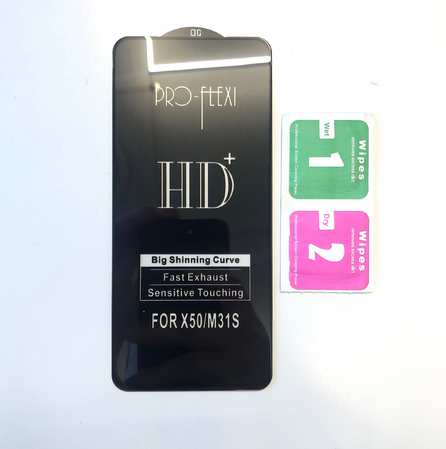 PRO-FLEXI
HD+
Big Shinning Curve
Fast Exhaust
Sensitive Touching
FOR X50/M31S
Wet
1
Wipes
Dry
2
Wipes